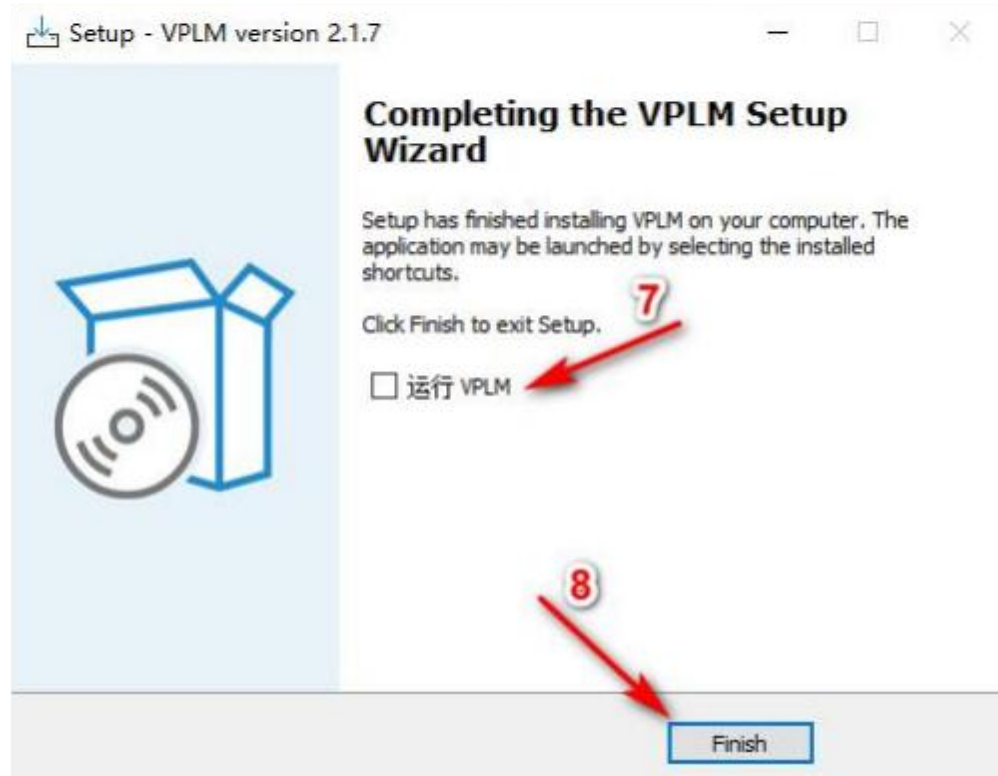 Setup - VPLM version 2.1.7
Completing the VPLM Setup
Wizard
Setup has finished installing VPLM on your computer. The
application may be launched by selecting the installed
shortcuts.
7
Click Finish to exit Setup.
运行 VPLM
8
Finish